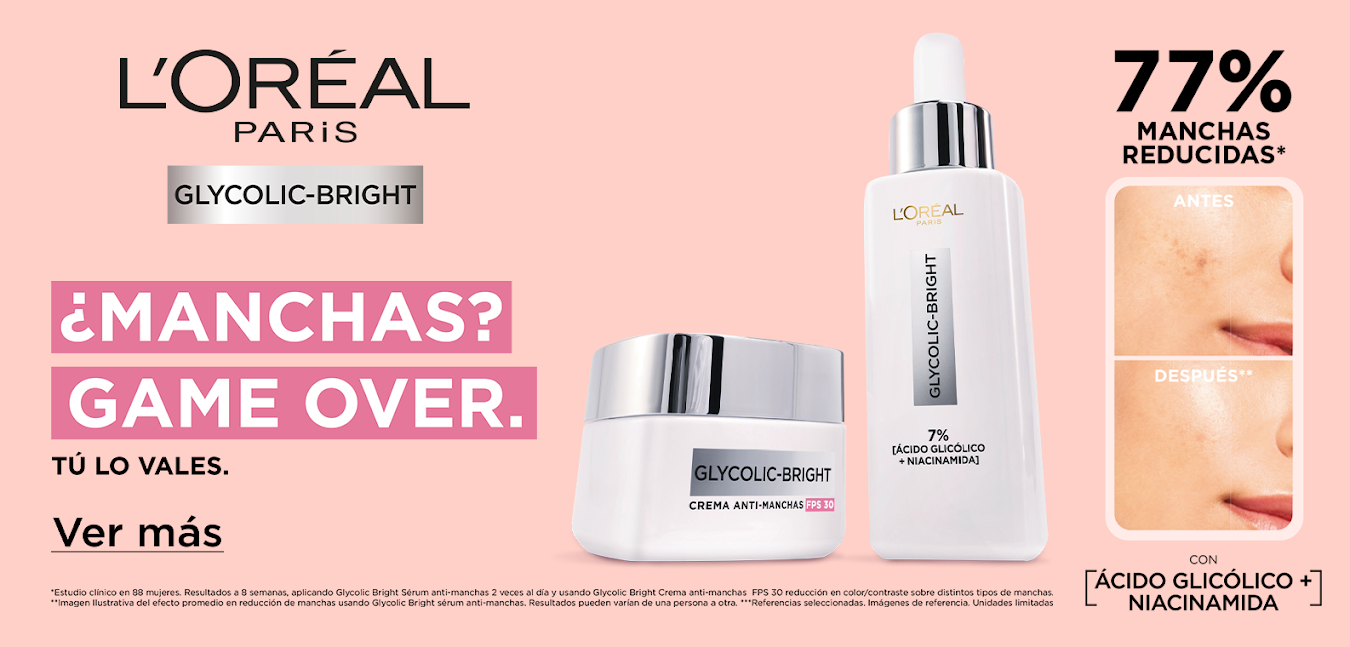 L'ORÉAL
PARiS
GLYCOLIC-BRIGHT
¿MANCHAS?
GAME OVER.
TÚ LO VALES.
Ver más
GLYCOLIC-BRIGHT
CREMA ANTI-MANCHAS FPS 30
L'ORÉAL
PARiS
GLYCOLIC-BRIGHT
7%
[ÁCIDO GLICÓLICO
+ NIACINAMIDA]
77%
MANCHAS
REDUCIDAS*
ANTES
DESPUÉS**
CON
[ÁCIDO GLICÓLICO +
NIACINAMIDA]
*Estudio clínico en 88 mujeres. Resultados a 8 semanas, aplicando Glycolic Bright Sérum anti-manchas 2 veces al día y usando Glycolic Bright Crema anti-manchas FPS 30 reducción en color/contraste sobre distintos tipos de manchas.
**Imagen Ilustrativa del efecto promedio en reducción de manchas usando Glycolic Bright sérum anti-manchas. Resultados pueden varían de una persona a otra. ***Referencias seleccionadas. Imágenes de referencia. Unidades limitadas